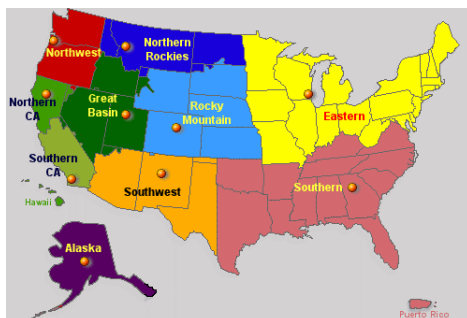 Northwest
Northern
Rockies
Northern
CA
Great
Basin
Rocky
Mountain
Eastern
Southern
CA
Southwest
Southern
Hawaii
Alaska
Puerto Rico